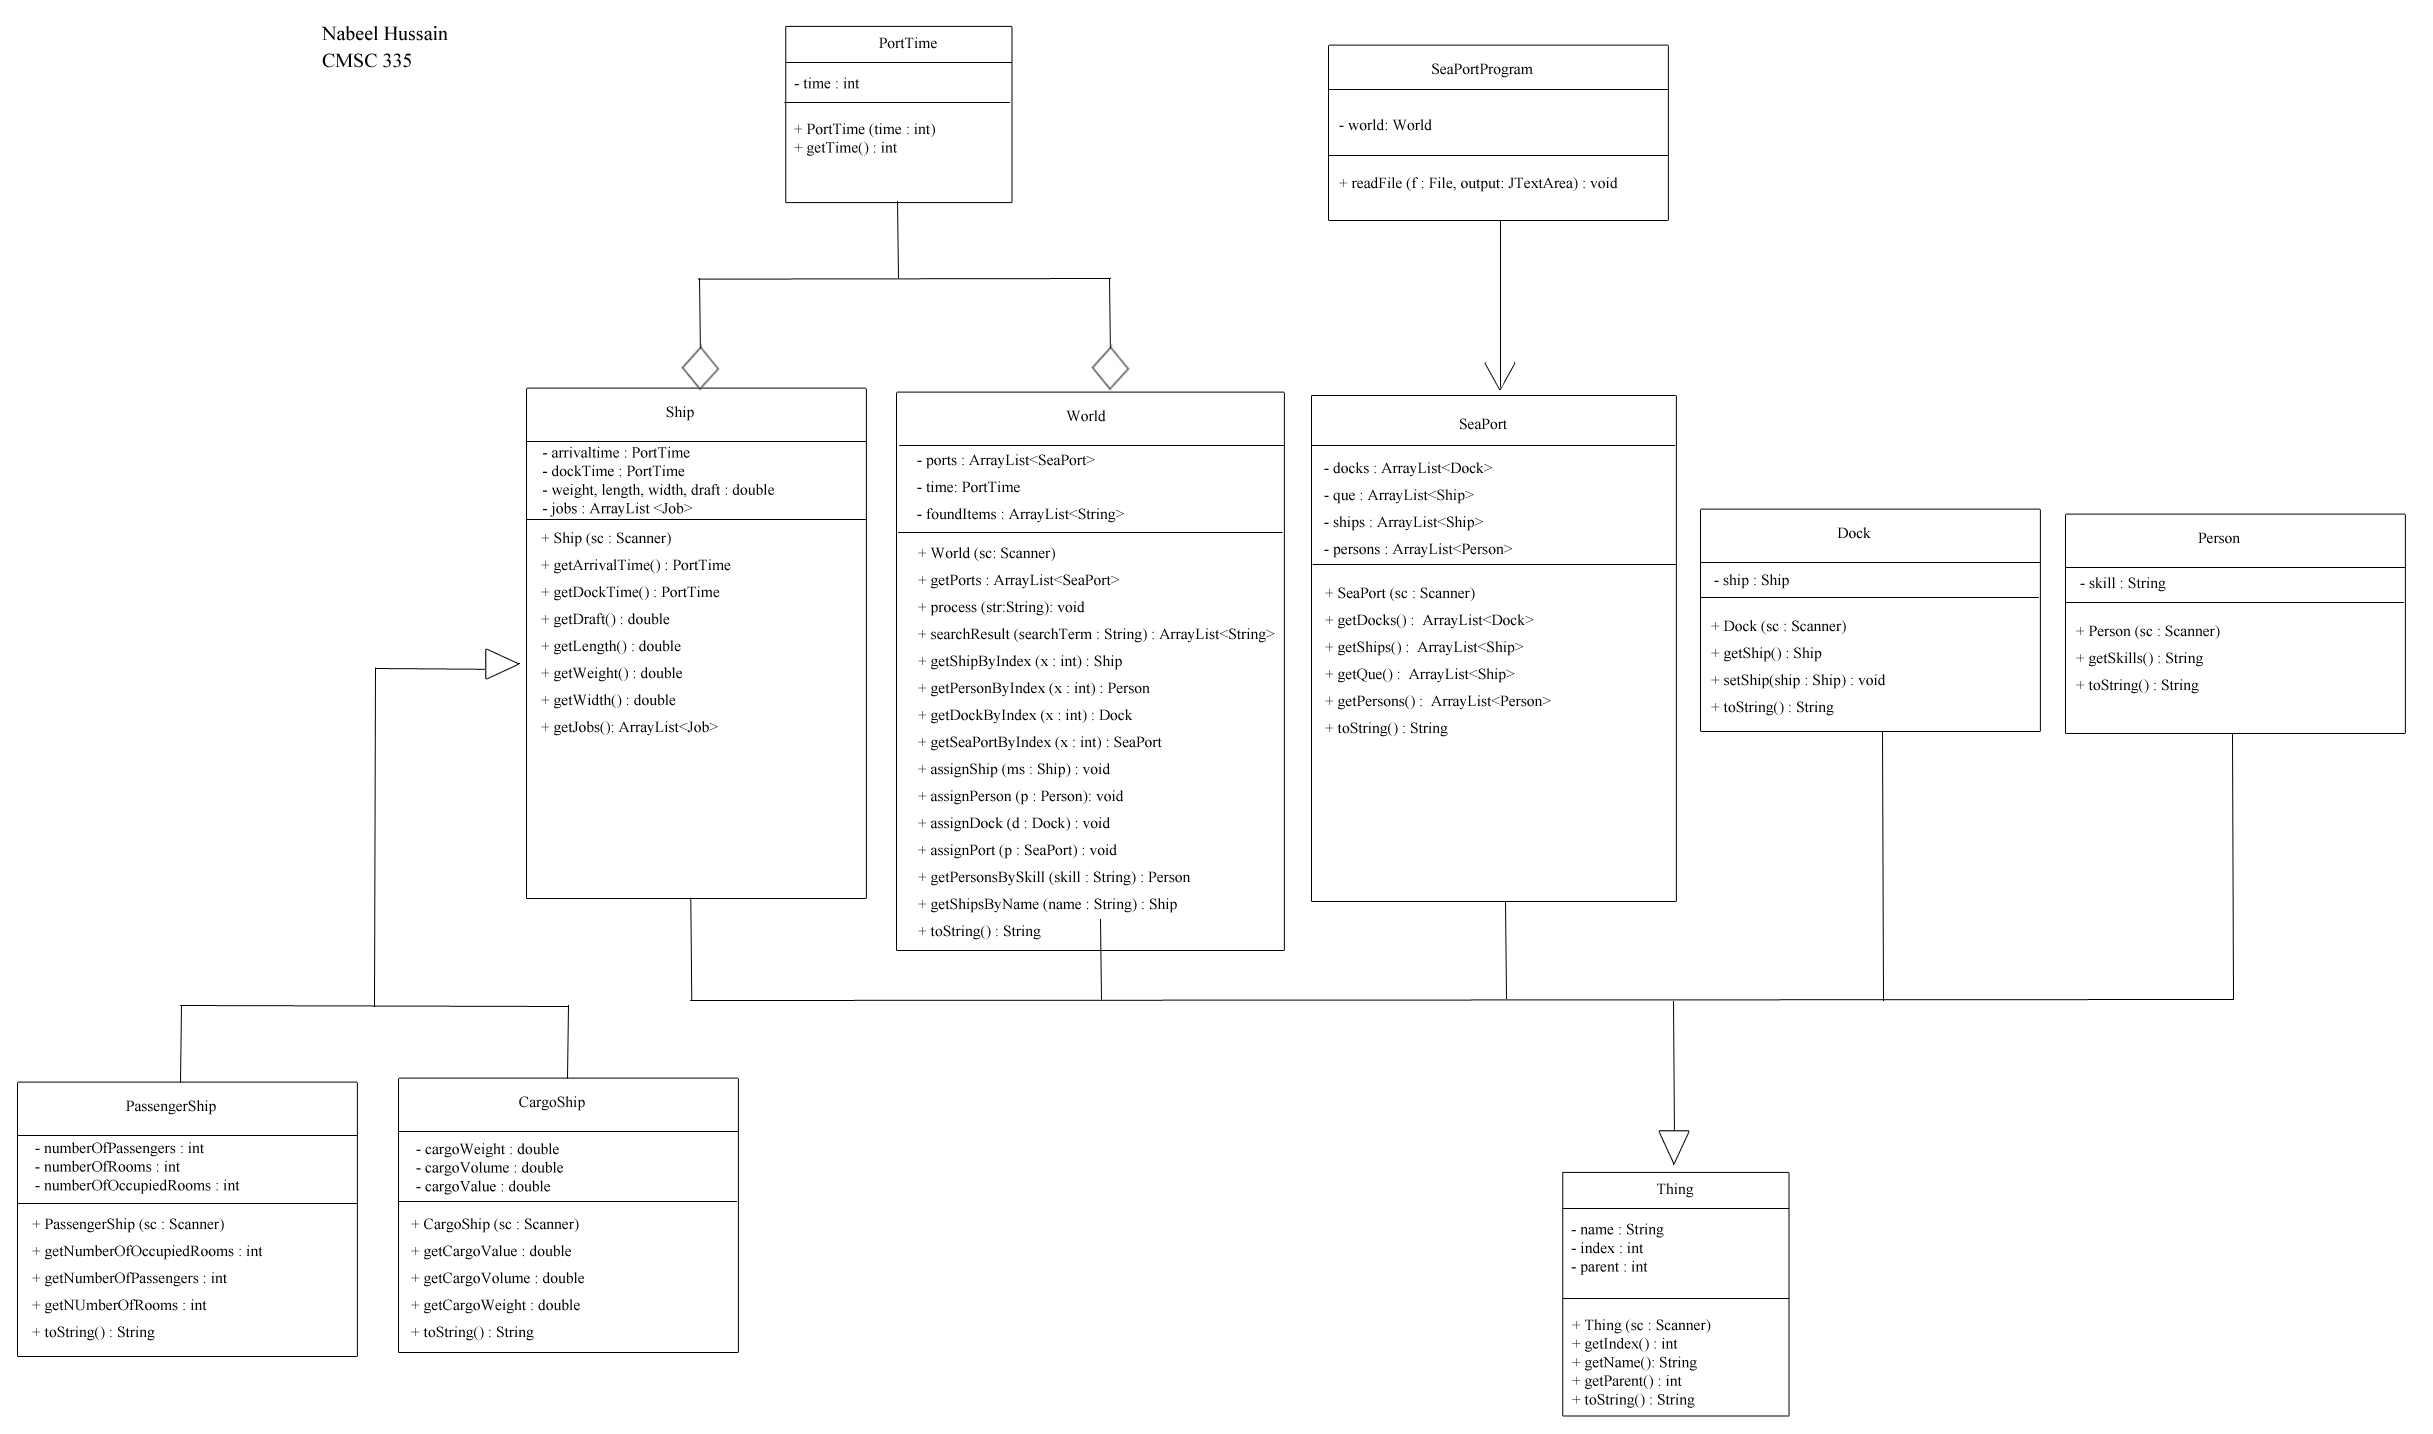 Nabeel Hussain
CMSC 335
PortTime
- time : int
+ PortTime (time : int)
+ getTime() : int
SeaPortProgram
- world: World
+ readFile (f : File, output: JTextArea) : void
Ship
- arrivaltime : PortTime
- dockTime : PortTime
- weight, length, width, draft : double
- jobs : ArrayList <Job>
+ Ship (sc : Scanner)
+ getArrivalTime() : PortTime
+ getDockTime() : PortTime
+ getDraft() : double
+ getLength() : double
+ getWeight() : double
+ getWidth() : double
+ getJobs(): ArrayList<Job>
World
- ports : ArrayList<SeaPort>
- time: PortTime
- foundItems : ArrayList<String>
+ World (sc: Scanner)
+ getPorts : ArrayList<SeaPort>
+ process (str:String): void
+ searchResult (searchTerm : String) : ArrayList<String>
+ getShipByIndex (x : int) : Ship
+ getPersonByIndex (x : int) : Person
+ getDockByIndex (x : int) : Dock
+ getSeaPortByIndex (x : int) : SeaPort
+ assignShip (ms : Ship) : void
+ assignPerson (p : Person): void
+ assignDock (d : Dock) : void
+ assignPort (p : SeaPort) : void
+ getPersonsBySkill (skill : String) : Person
+ getShipsByName (name : String) : Ship
+ toString() : String
SeaPort
- docks : ArrayList<Dock>
- que : ArrayList<Ship>
- ships : ArrayList<Ship>
- persons : ArrayList<Person>
+ SeaPort (sc : Scanner)
+ getDocks() :  ArrayList<Dock>
+ getShips() :  ArrayList<Ship>
+ getQue() :  ArrayList<Ship>
+ getPersons() :  ArrayList<Person>
+ toString() : String
Dock
- ship : Ship
+ Dock (sc : Scanner)
+ getShip() : Ship
+ setShip(ship : Ship) : void
+ toString() : String
Person
- skill : String
+ Person (sc : Scanner)
+ getSkills() : String
+ toString() : String
PassengerShip
- numberOfPassengers : int
- numberOfRooms : int
- numberOfOccupiedRooms : int
+ PassengerShip (sc : Scanner)
+ getNumberOfOccupiedRooms : int
+ getNumberOfPassengers : int
+ getNUmberOfRooms : int
+ toString() : String
CargoShip
- cargoWeight : double
- cargoVolume : double
- cargoValue : double
+ CargoShip (sc : Scanner)
+ getCargoValue : double
+ getCargoVolume : double
+ getCargoWeight : double
+ toString() : String
Thing
- name : String
- index : int
- parent : int
+ Thing (sc : Scanner)
+ getIndex() : int
+ getName(): String
+ getParent() : int
+ toString() : String